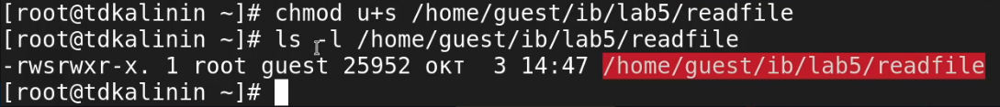 [root@tdkalinin ~]# chmod u+s /home/guest/ib/lab5/readfile
[root@tdkalinin ~]# ls -l /home/guest/ib/lab5/readfile
-rwsrwxr-x. 1 root guest 25952 окт  3 14:47 /home/guest/ib/lab5/readfile
[root@tdkalinin ~]#